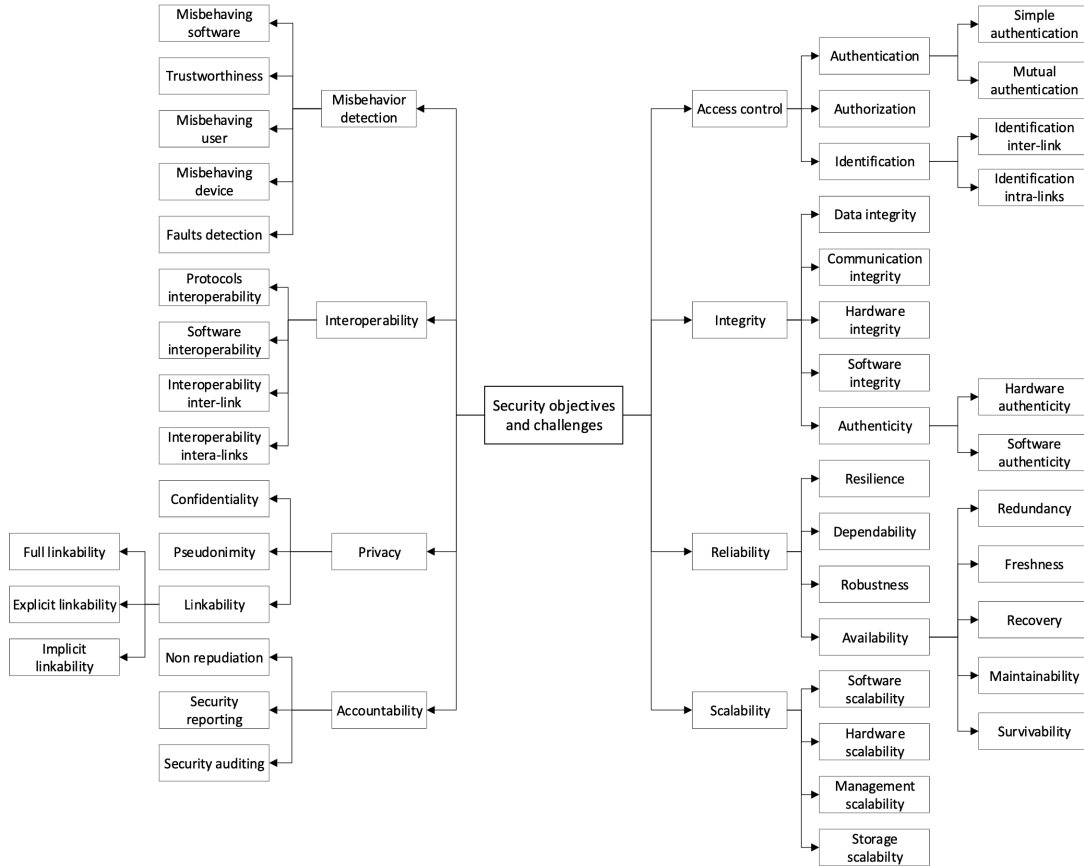 Misbehaving
software
Trustworthiness
Misbehaving
user
Misbehaving
device
Faults detection
Misbehavior
detection
Protocols
interoperability
Software
interoperability
Interoperability
inter-link
Interoperability
intera-links
Interoperability
Confidentiality
Pseudonimity
Linkability
Privacy
Full linkability
Explicit linkability
Implicit
linkability
Non repudiation
Security
reporting
Security auditing
Accountability
Security objectives
and challenges
Access control
Authentication
Authorization
Identification
Simple
authentication
Mutual
authentication
Identification
inter-link
Identification
intra-links
Integrity
Data integrity
Communication
integrity
Hardware
integrity
Software
integrity
Authenticity
Hardware
authenticity
Software
authenticity
Reliability
Resilience
Dependability
Robustness
Availability
Redundancy
Freshness
Recovery
Maintainability
Survivability
Scalability
Software
scalability
Hardware
scalability
Management
scalability
Storage
scalabilty